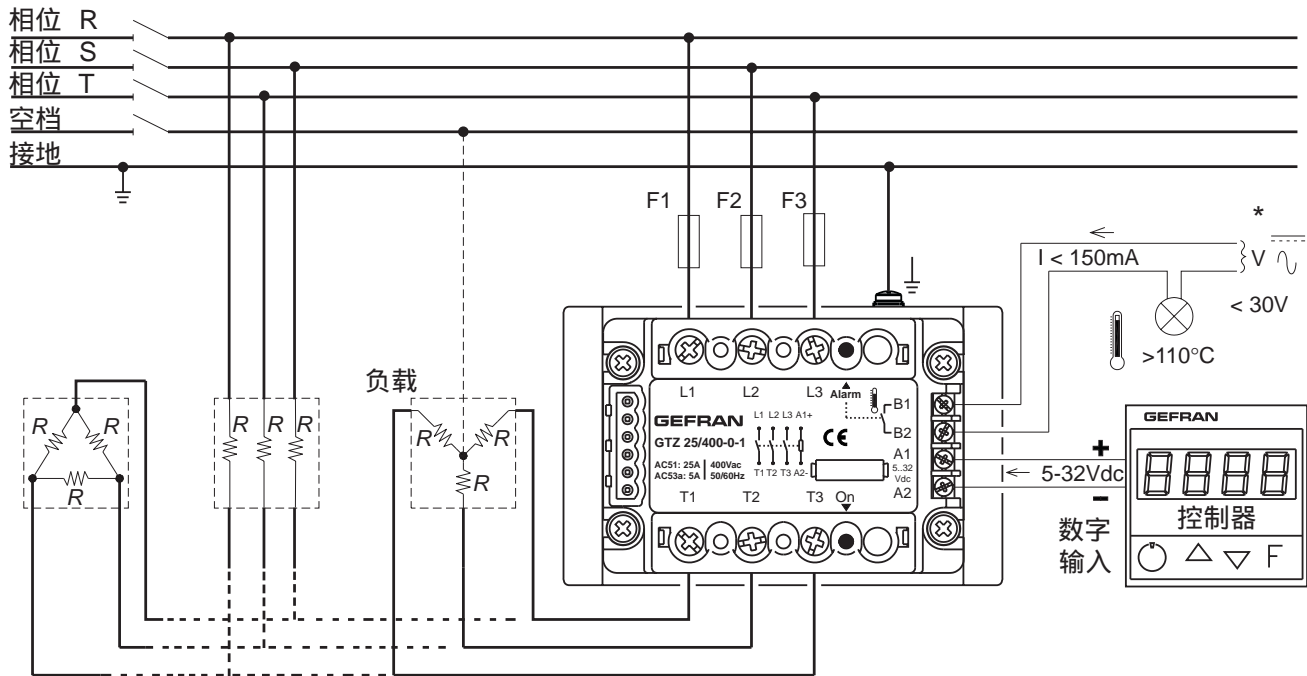 相位 R
相位 S
相位 T
空档
接地
F1 F2 F3
*
I < 150mA
V
< 30V
>110°C
负载
R R
R
R R R
R R
R
L1 L2 L3 Alarm
B1
B2
GEFRAN
GTZ 25/400-0-1
L1 L2 L3 A1+
T1 T2 T3 A2-
CE
AC51: 25A 400Vac
AC53a: 5A 50/60Hz
A1
5..32
Vdc
A2
T1 T2 T3 On
+
5-32Vdc
–
数字
输入
GEFRAN
8888
控制器
F